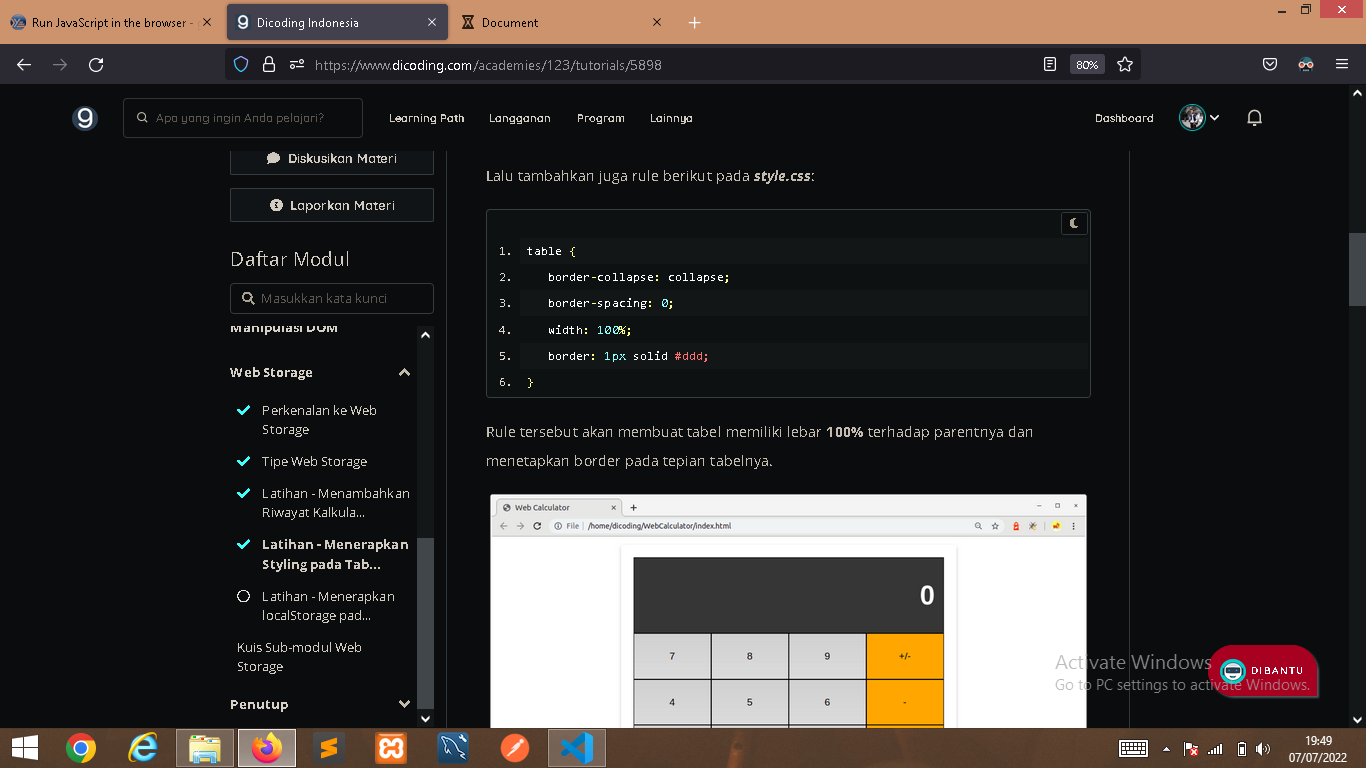 Run JavaScript in the browser -
Dicoding Indonesia
Document
https://www.dicoding.com/academies/123/tutorials/5898
80%
Apa yang ingin Anda pelajari?
Learning Path
Langganan
Program
Lainnya
Dashboard
Diskusikan Materi
Laporkan Materi
Daftar Modul
Masukkan kata kunci
Manipulasi DOM
Web Storage
Perkenalan ke Web
Storage
Tipe Web Storage
Latihan - Menambahkan
Riwayat Kalkula...
Latihan - Menerapkan
Styling pada Tab...
Latihan - Menerapkan
localStorage pad...
Kuis Sub-modul Web
Storage
Penutup
Lalu tambahkan juga rule berikut pada style.css:
1. table {
2. border-collapse: collapse;
3. border-spacing: 0;
4. width: 100%;
5. border: 1px solid #ddd;
6. }
Rule tersebut akan membuat tabel memiliki lebar 100% terhadap parentnya dan
menetapkan border pada tepian tabelnya.
Web Calculator
File | /home/dicoding/WebCalculator/index.html
0
7 8 9 +/-
4 5 6 -
Activate Windows
Go to PC settings to activate Windows.
DIBANTU
19:49
07/07/2022